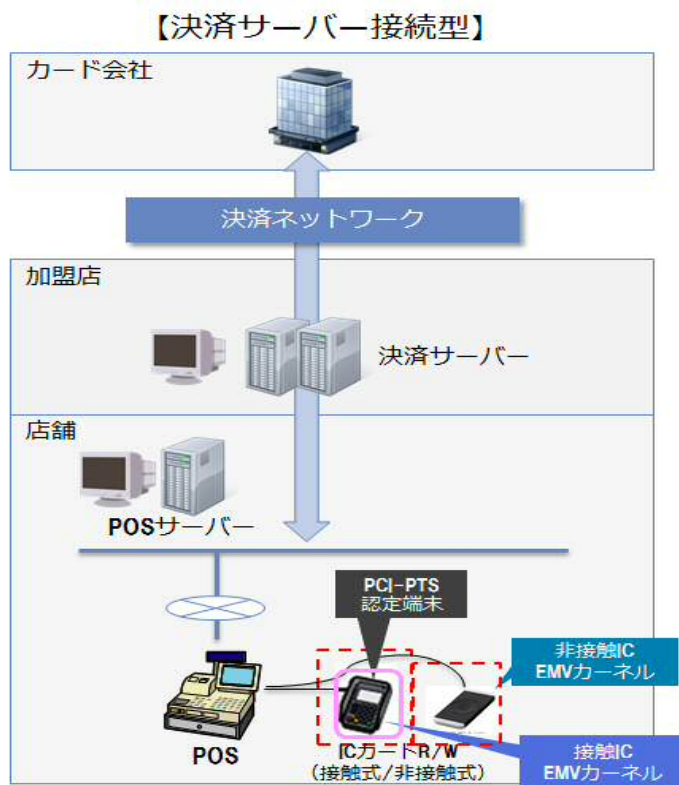 【決済サーバー接続型】
カード会社
決済ネットワーク
加盟店
決済サーバー
店舗
POSサーバー
PCI-PTS
認定端末
非接触IC
EMVカーネル
POS
ICカードR/W
(接触式/非接触式)
接触IC
EMVカーネル